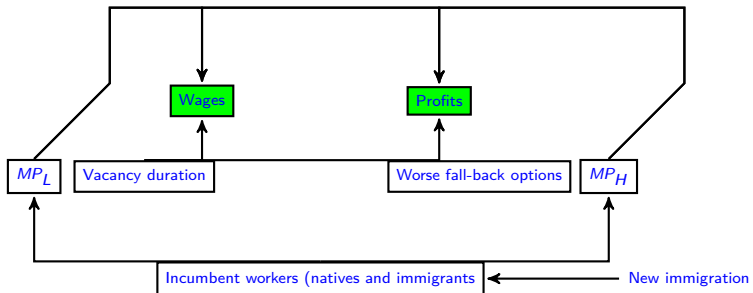 Wages
Profits
MP_L
Vacancy duration
Worse fall-back options
MP_H
Incumbent workers (natives and immigrants
New immigration